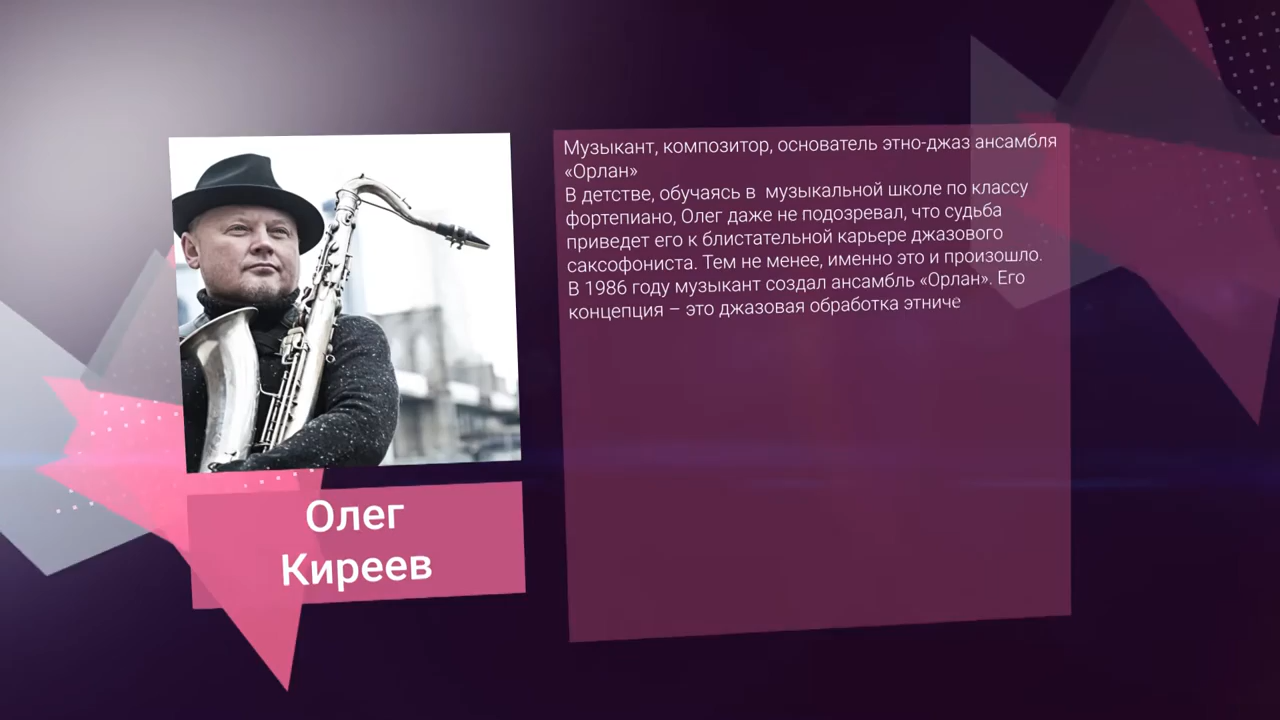 Музыкант, композитор, основатель этно-джаз ансамбля
«Орлан»
В детстве, обучаясь в  музыкальной школе по классу
фортепиано, Олег даже не подозревал, что судьба
приведет его к блистательной карьере джазового
саксофониста. Тем не менее, именно это и произошло.
В 1986 году музыкант создал ансамбль «Орлан». Его
концепция – это джазовая обработка этниче
Олег
Киреев